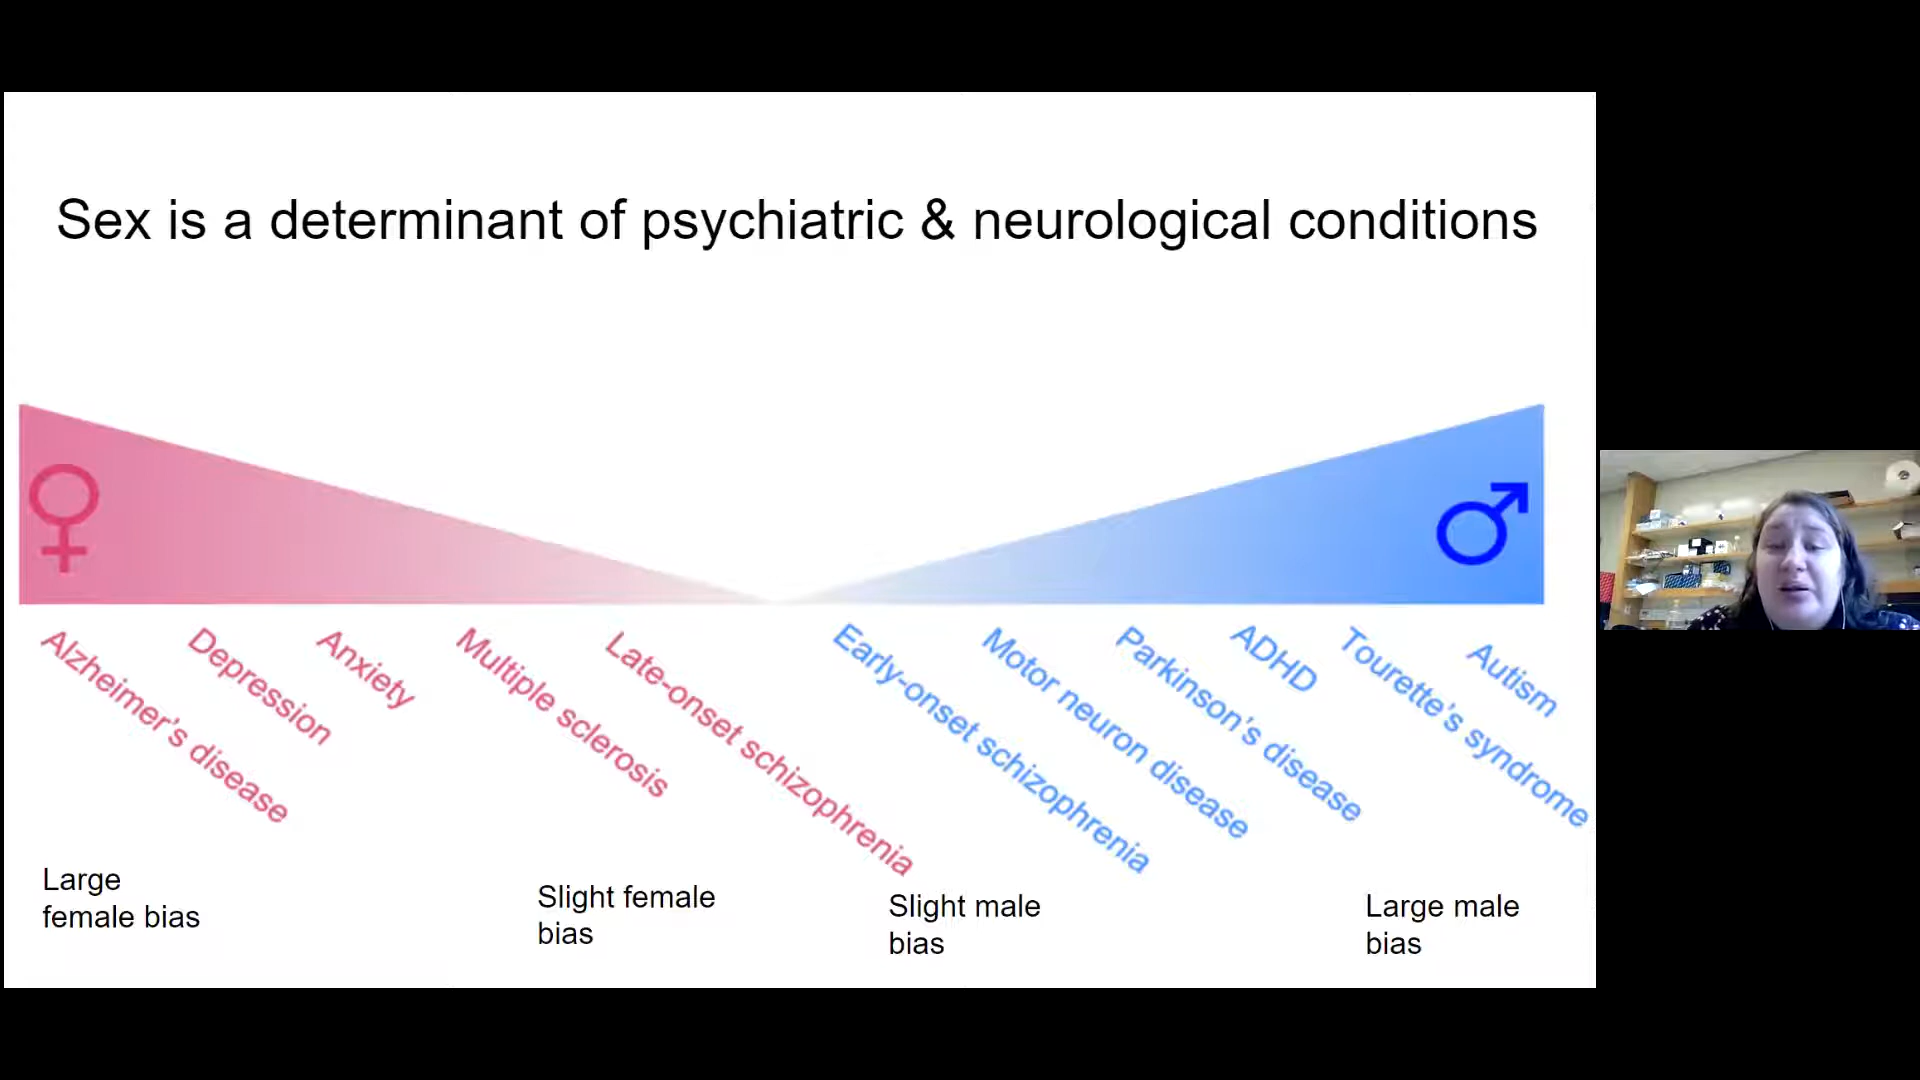 Sex is a determinant of psychiatric & neurological conditions
Alzheimer's disease
Depression
Anxiety
Multiple sclerosis
Late-onset schizophrenia
Early-onset schizophrenia
Motor neuron disease
Parkinson's disease
ADHD
Tourette's syndrome
Autism
Large
female bias
Slight female
bias
Slight male
bias
Large male
bias